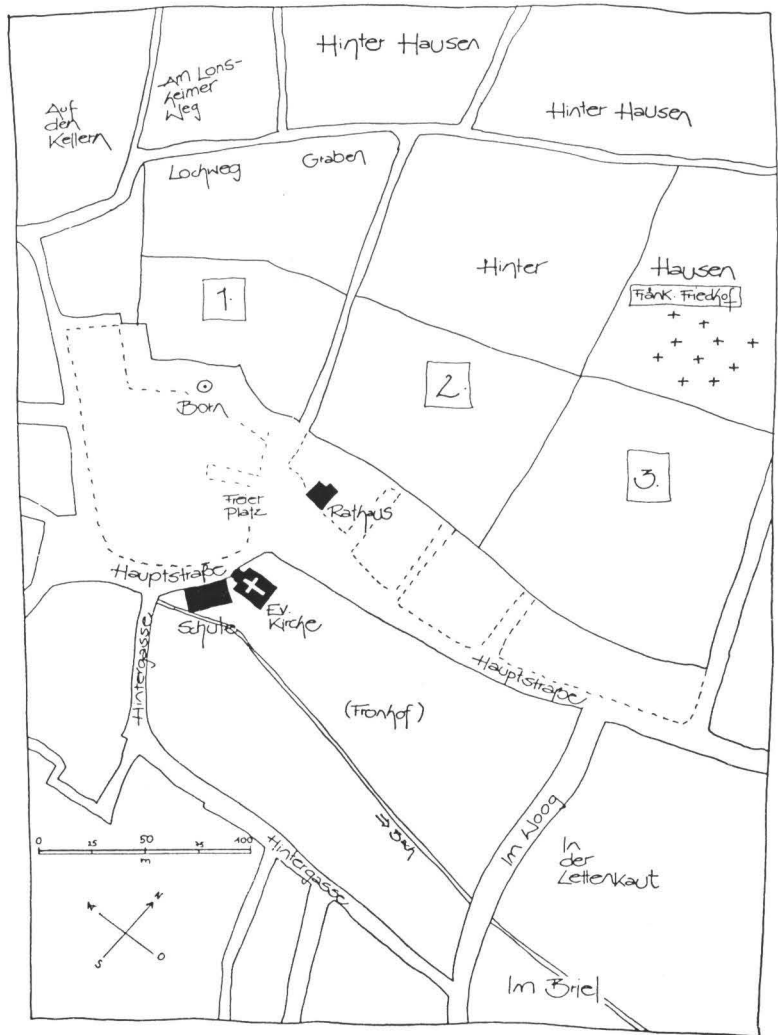 Hinter Hausen
Am Lons-
heimer
Weg
Auf
den
Kellern
Hinter Hausen
Lochweg
Graben
Hinter
Hausen
Fränk. Friedhof
1.
2.
3.
Born
Freier
Platz
Rathaus
Hauptstraße
Schule
Ev.
Kirche
Hintergasse
Hauptstraße
(Fronhof)
⇒ Bach
Im Woog
In
der
Lettenkaut
0 25 50 75 100
m
Hintergasse
N
S
O
Im Briel